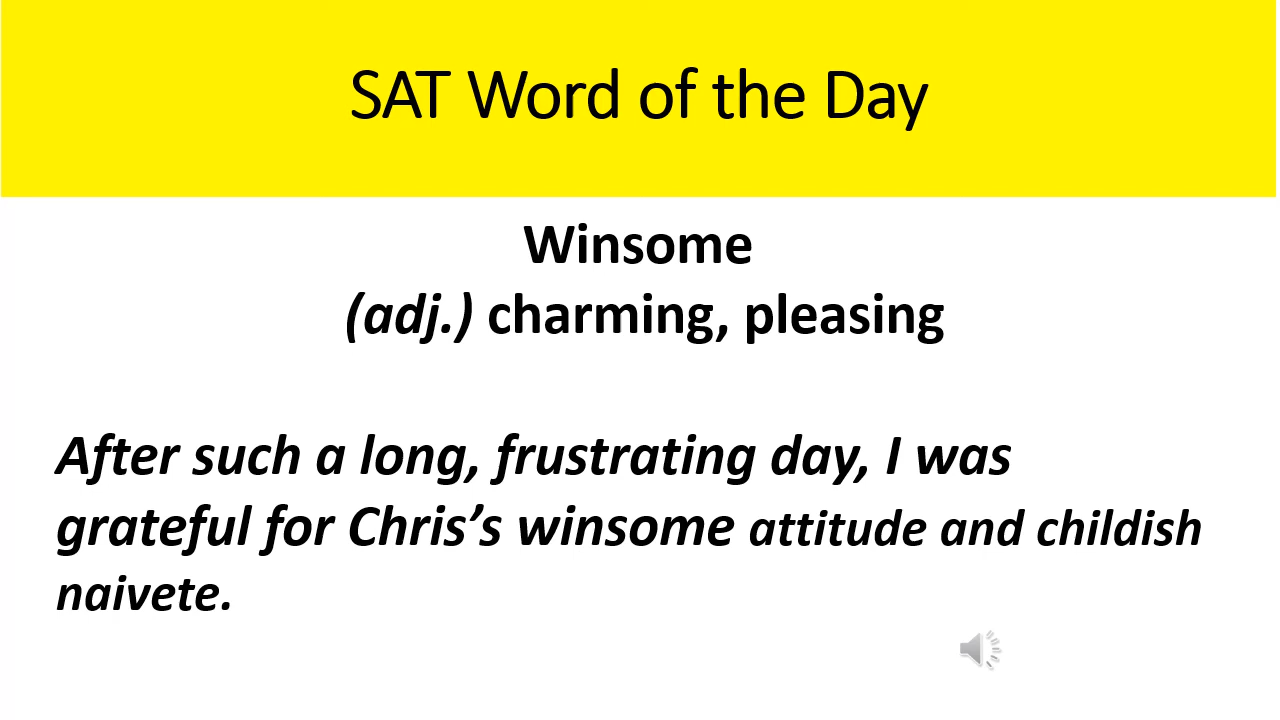 SAT Word of the Day
Winsome
(adj.) charming, pleasing
After such a long, frustrating day, I was
grateful for Chris’s winsome attitude and childish
naivete.